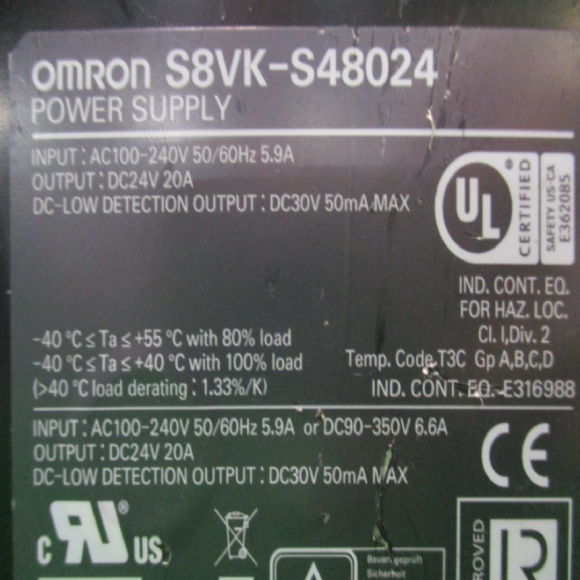 OMRON S8VK-S48024
POWER SUPPLY
INPUT : AC100-240V 50/60Hz 5.9A
OUTPUT : DC24V 20A
DC-LOW DETECTION OUTPUT : DC30V 50mA MAX
UL ® CERTIFIED
SAFETY US-CA
E362085
IND. CONT. EQ.
FOR HAZ. LOC.
Cl. I,Div. 2
Temp. Code,T3C Gp A,B,C,D
IND. CONT. EQ. E316988
-40 °C ≤ Ta ≤ +55 °C with 80% load
-40 °C ≤ Ta ≤ +40 °C with 100% load
(>40 °C load derating : 1.33%/K)
INPUT : AC100-240V 50/60Hz 5.9A or DC90-350V 6.6A
OUTPUT : DC24V 20A
DC-LOW DETECTION OUTPUT : DC30V 50mA MAX
CE
c RU ® US
Bauart geprüft
Sicherheit
R